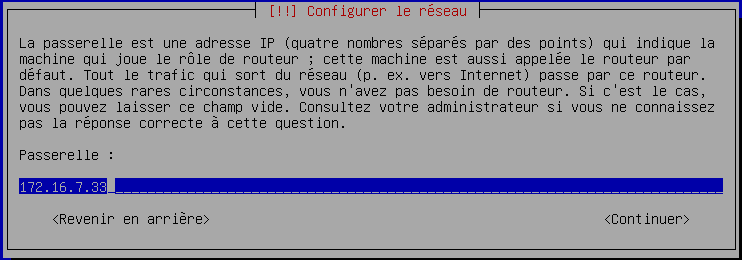 [!!] Configurer le réseau
La passerelle est une adresse IP (quatre nombres séparés par des points) qui indique la
machine qui joue le rôle de routeur ; cette machine est aussi appelée le routeur par
défaut. Tout le trafic qui sort du réseau (p. ex. vers Internet) passe par ce routeur.
Dans quelques rares circonstances, vous n'avez pas besoin de routeur. Si c'est le cas,
vous pouvez laisser ce champ vide. Consultez votre administrateur si vous ne connaissez
pas la réponse correcte à cette question.
Passerelle :
172.16.7.33
<Revenir en arrière> <Continuer>